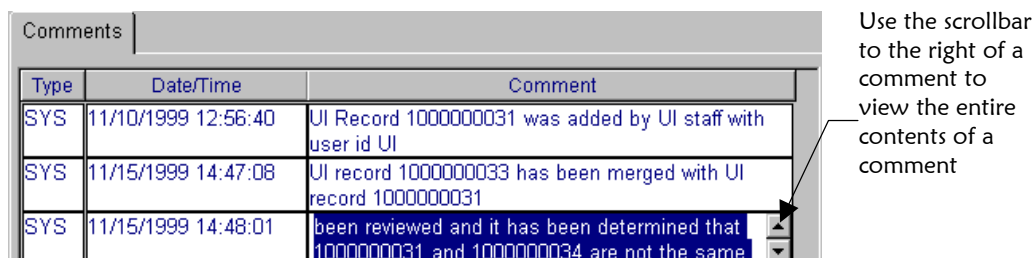 Comments
Type Date/Time Comment
SYS 11/10/1999 12:56:40 UI Record 1000000031 was added by UI staff with
user id UI
SYS 11/15/1999 14:47:08 UI record 1000000033 has been merged with UI
record 1000000031
SYS 11/15/1999 14:48:01 been reviewed and it has been determined that
1000000031 and 1000000034 are not the same
Use the scrollbar
to the right of a
comment to
view the entire
contents of a
comment